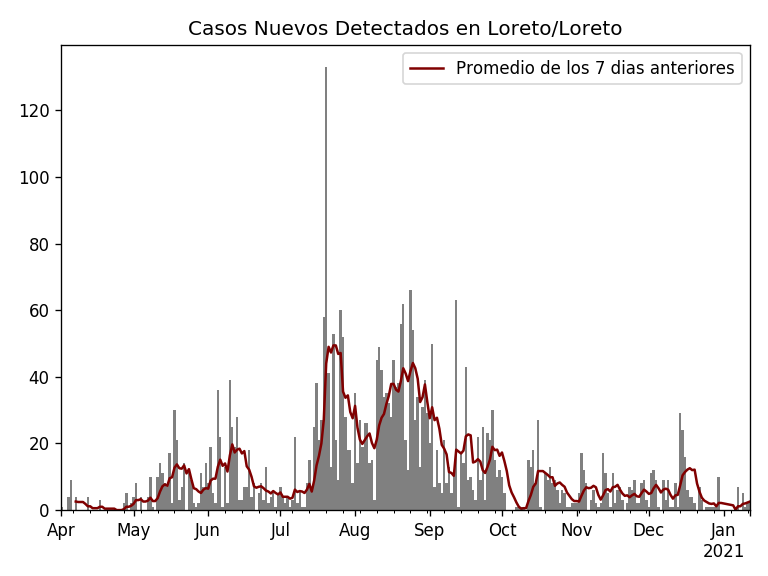 Casos Nuevos Detectados en Loreto/Loreto
Promedio de los 7 dias anteriores
120
100
80
60
40
20
0
Apr May Jun Jul Aug Sep Oct Nov Dec Jan
2021